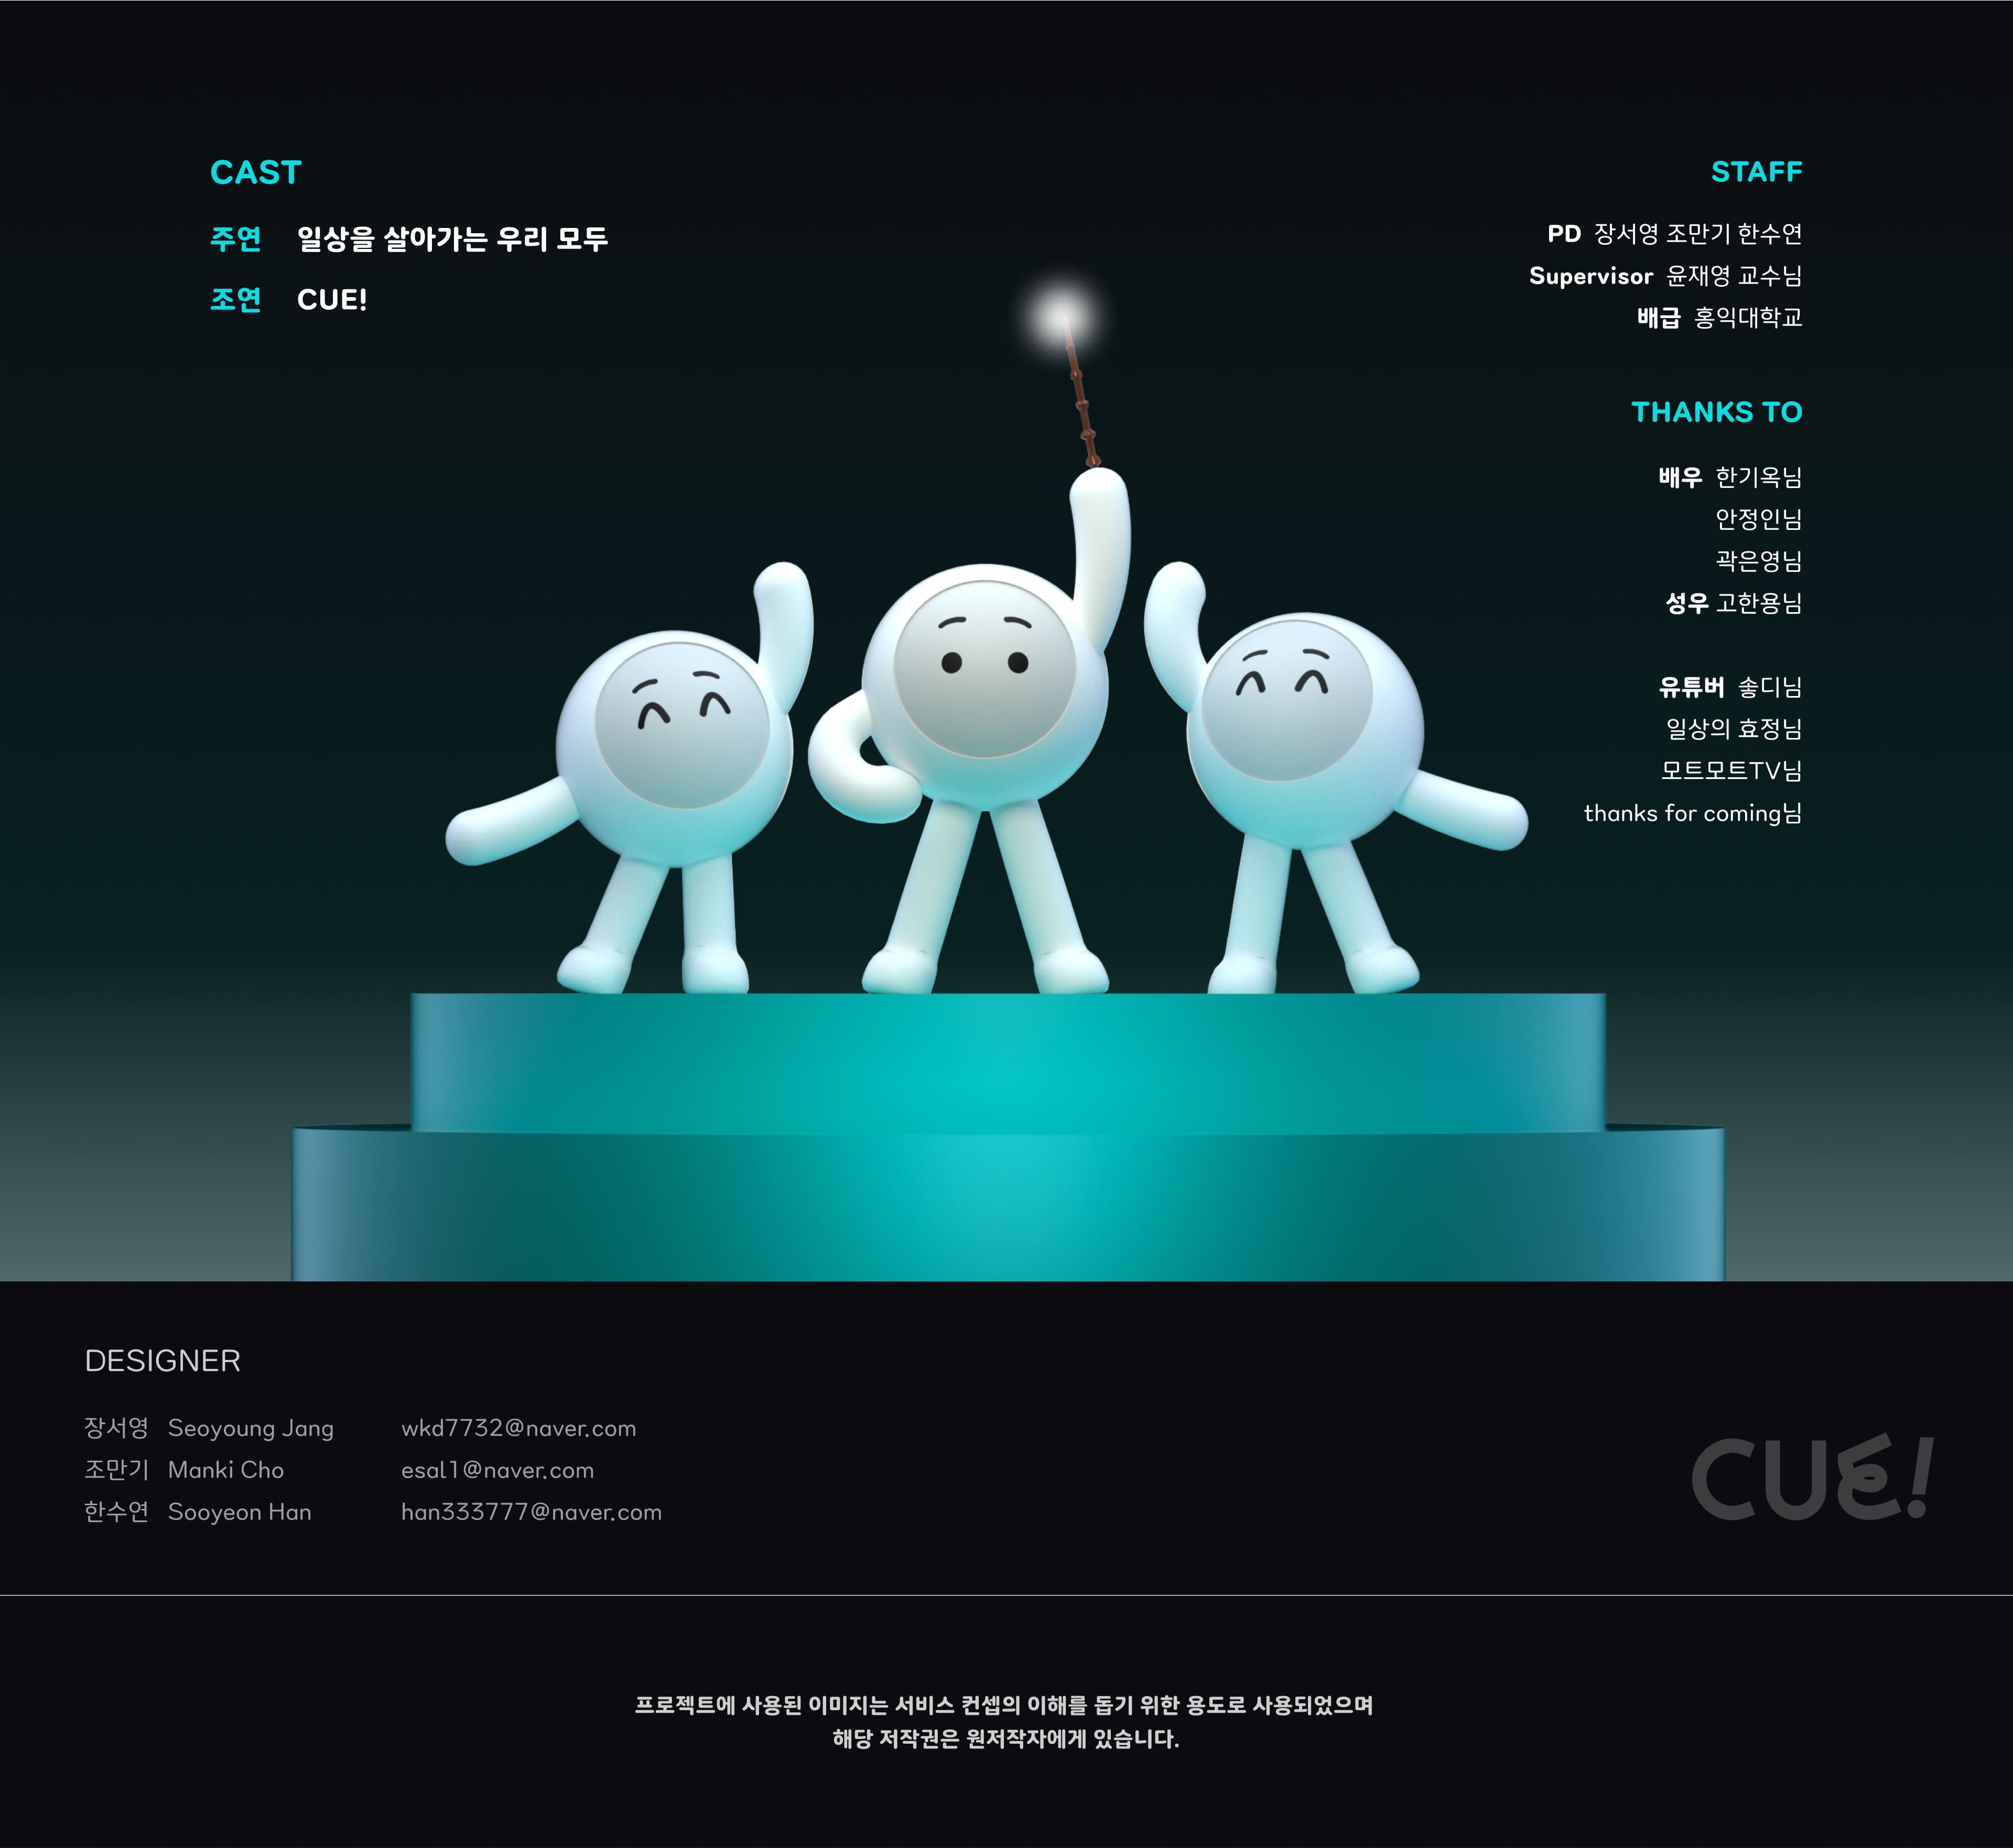 CAST
주연 일상을 살아가는 우리 모두
조연 CUE!
STAFF
PD 장서영 조만기 한수연
Supervisor 윤재영 교수님
배급 홍익대학교
THANKS TO
배우 한기옥님
안정인님
곽은영님
성우 고한용님
유튜버 솧디님
일상의 효정님
모트모트TV님
thanks for coming님
DESIGNER
장서영 Seoyoung Jang wkd7732@naver.com
조만기 Manki Cho esal1@naver.com
한수연 Sooyeon Han han333777@naver.com
CUE!
프로젝트에 사용된 이미지는 서비스 컨셉의 이해를 돕기 위한 용도로 사용되었으며
해당 저작권은 원저작자에게 있습니다.